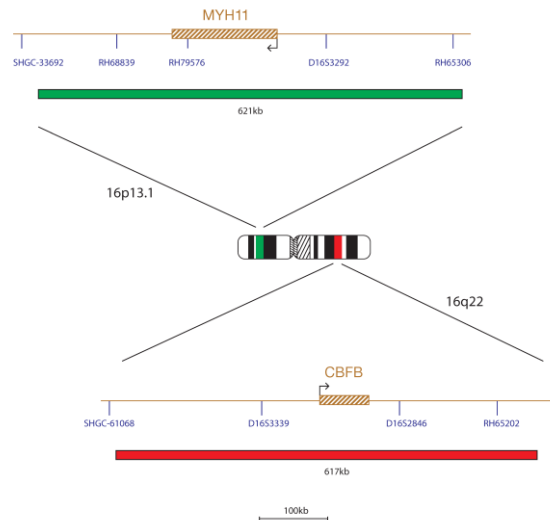 MYH11
SHGC-33692 RH68839 RH79576 D16S3292 RH65306
621kb
16p13.1
16q22
CBFB
SHGC-61068 D16S3339 D16S2846 RH65202
617kb
100kb